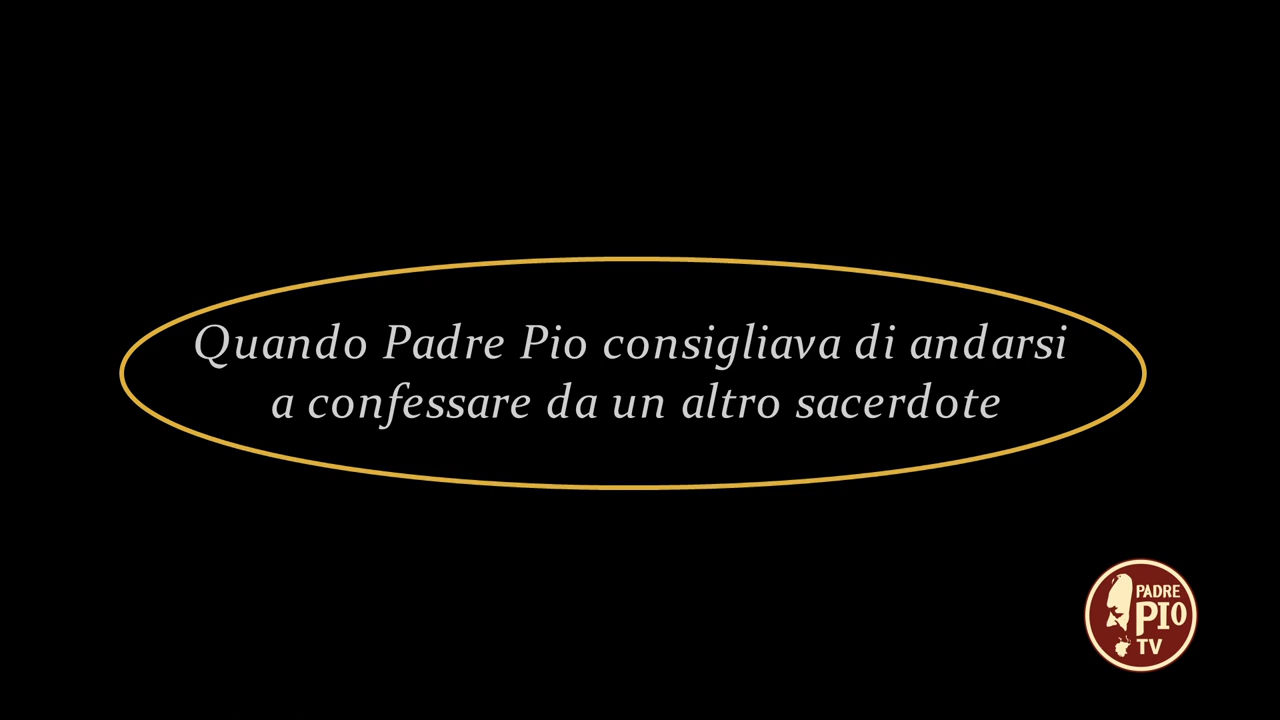 Quando Padre Pio consigliava di andarsi
a confessare da un altro sacerdote
PADRE
PIO
TV